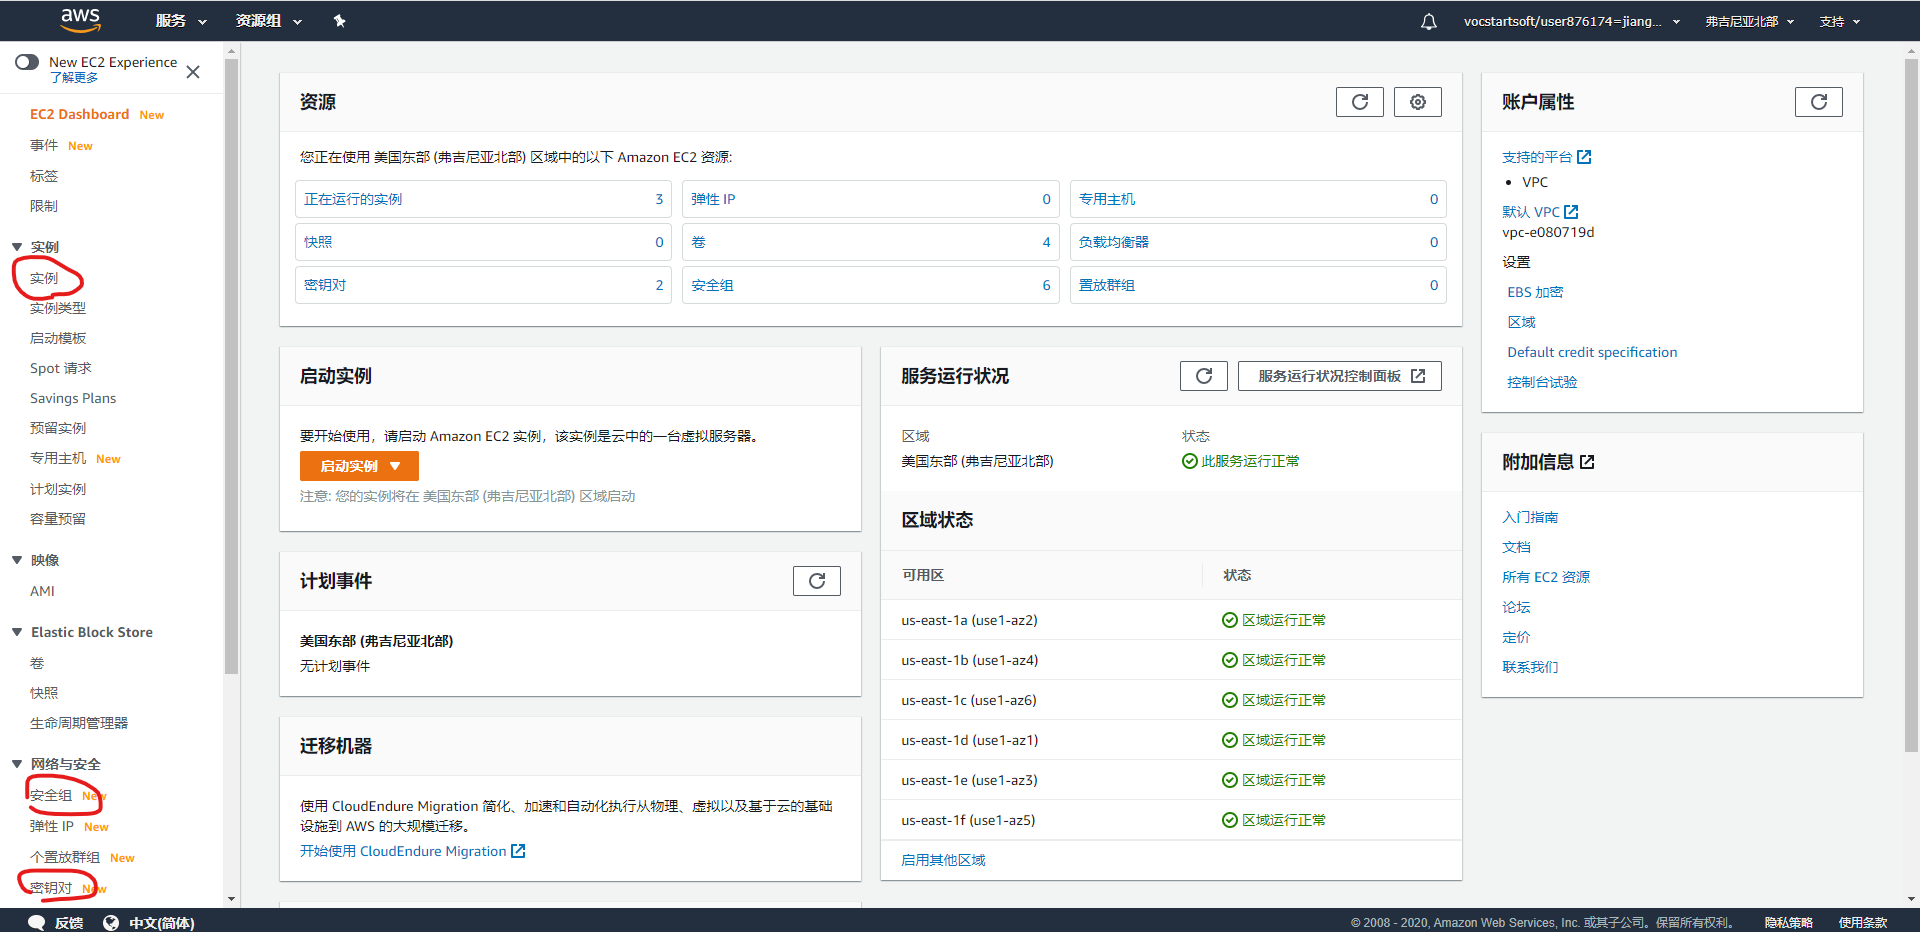 aws 服务 资源组 vocstartsoft/user876174=jiang... 弗吉尼亚北部 支持
New EC2 Experience
了解更多
EC2 Dashboard New
事件 New
标签
限制
实例
实例
实例类型
启动模板
Spot 请求
Savings Plans
预留实例
专用主机 New
计划实例
容量预留
映像
AMI
Elastic Block Store
卷
快照
生命周期管理器
网络与安全
安全组 New
弹性 IP New
个置放群组 New
密钥对 New
资源
您正在使用 美国东部 (弗吉尼亚北部) 区域中的以下 Amazon EC2 资源:
正在运行的实例 3 弹性 IP 0 专用主机 0
快照 0 卷 4 负载均衡器 0
密钥对 2 安全组 6 置放群组 0
启动实例
要开始使用，请启动 Amazon EC2 实例，该实例是云中的一台虚拟服务器。
启动实例
注意: 您的实例将在 美国东部 (弗吉尼亚北部) 区域启动
计划事件
美国东部 (弗吉尼亚北部)
无计划事件
迁移机器
使用 CloudEndure Migration 简化、加速和自动化执行从物理、虚拟以及基于云的基础
设施到 AWS 的大规模迁移。
开始使用 CloudEndure Migration
服务运行状况 服务运行状况控制面板
区域 状态
美国东部 (弗吉尼亚北部) 此服务运行正常
区域状态
可用区 状态
us-east-1a (use1-az2) 区域运行正常
us-east-1b (use1-az4) 区域运行正常
us-east-1c (use1-az6) 区域运行正常
us-east-1d (use1-az1) 区域运行正常
us-east-1e (use1-az3) 区域运行正常
us-east-1f (use1-az5) 区域运行正常
启用其他区域
账户属性
支持的平台
VPC
默认 VPC
vpc-e080719d
设置
EBS 加密
区域
Default credit specification
控制台试验
附加信息
入门指南
文档
所有 EC2 资源
论坛
定价
联系我们
反馈 中文(简体) © 2008 - 2020, Amazon Web Services, Inc. 或其子公司。保留所有权利。 隐私策略 使用条款